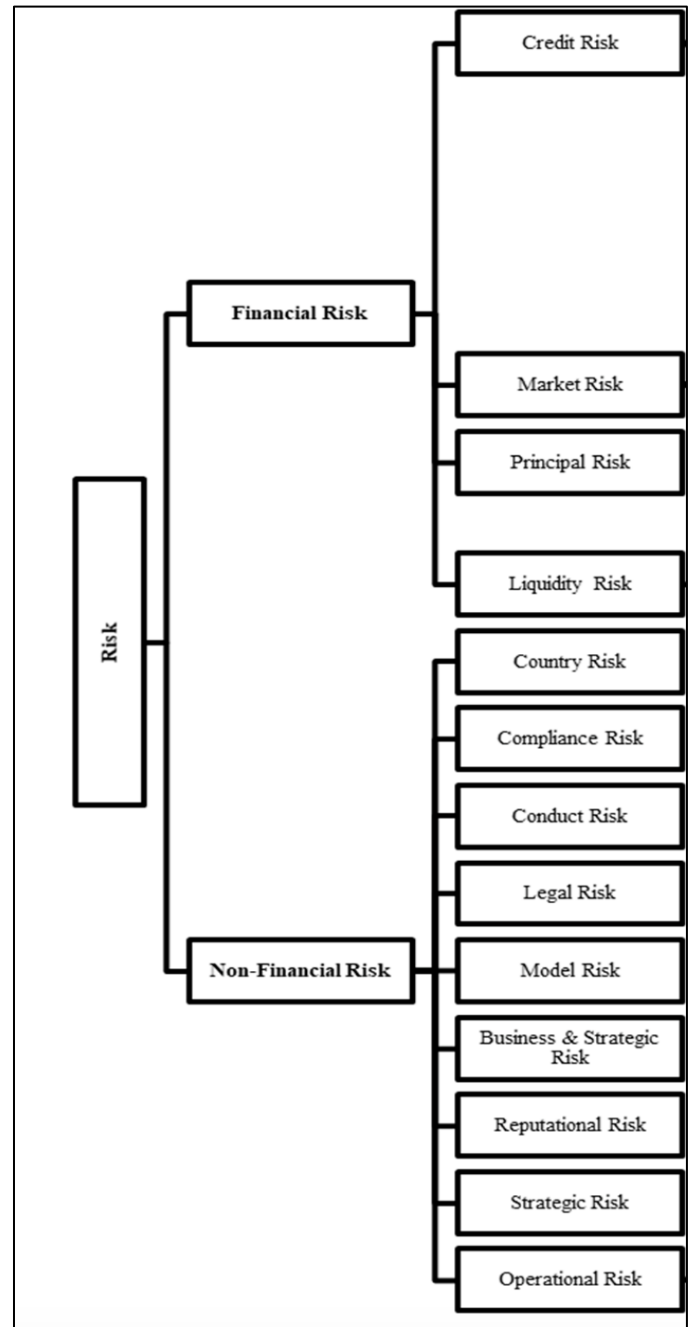 Credit Risk
Financial Risk
Market Risk
Principal Risk
Liquidity Risk
Risk
Country Risk
Compliance Risk
Conduct Risk
Legal Risk
Non-Financial Risk
Model Risk
Business & Strategic
Risk
Reputational Risk
Strategic Risk
Operational Risk